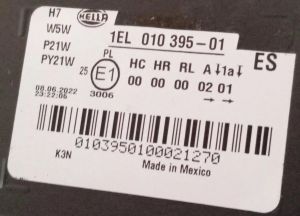 H7
HELLA
W5W
1EL 010 395-01
P21W
PY21W
PL
HC HR RL A ↓1a↓
ES
25
E1
00 00 00 02 01
→ →
3006
08.06.2022
23:22:06
0103950100021270
K3N
Made in Mexico